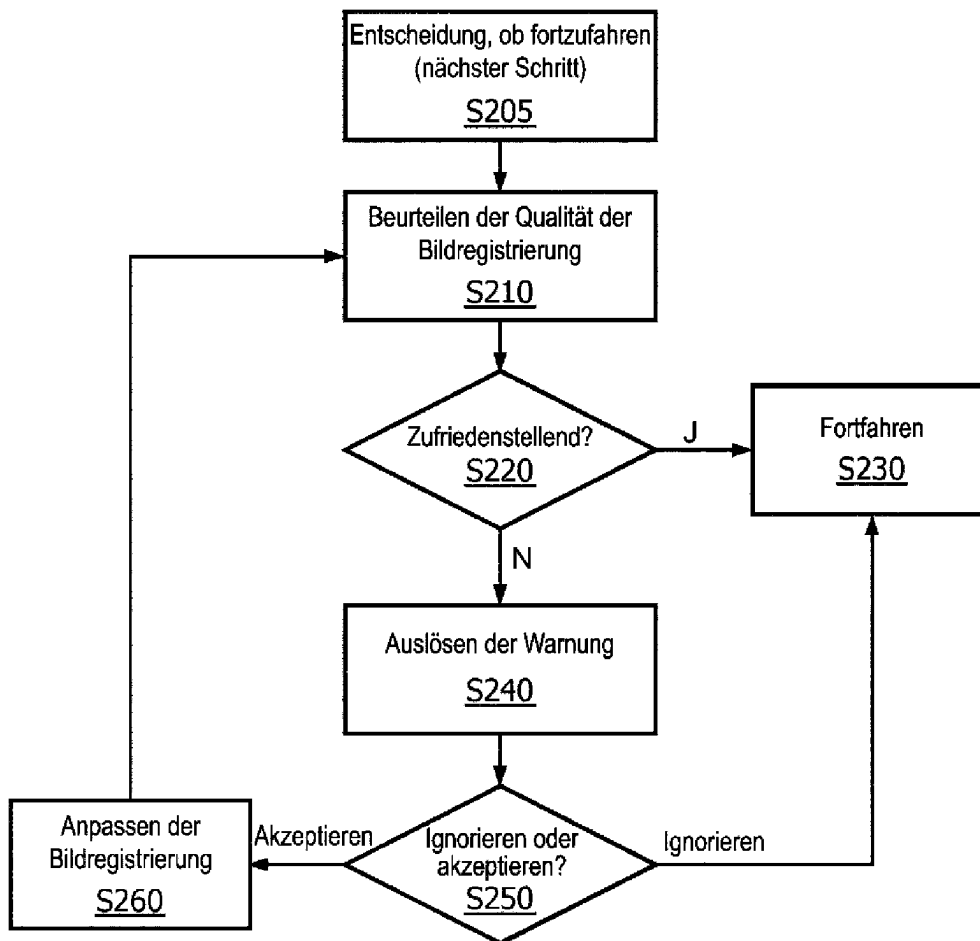 Entscheidung, ob fortzufahren
(nächster Schritt)
S205
Beurteilen der Qualität der
Bildregistrierung
S210
Zufriedenstellend?
S220
J
Fortfahren
S230
N
Auslösen der Warnung
S240
Ignorieren oder
akzeptieren?
S250
Akzeptieren
Ignorieren
Anpassen der
Bildregistrierung
S260